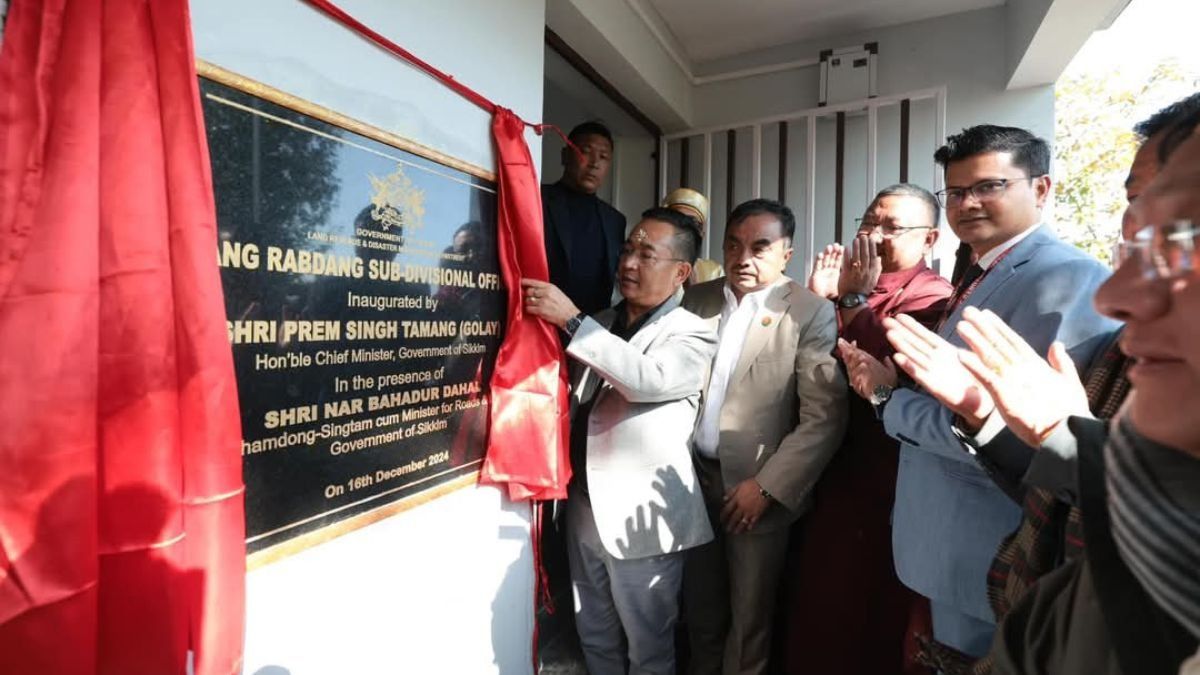 GOVERNMENT OF
LAND REVENUE & DISASTER MANAGEMENT DEPARTMENT
ANG RABDANG SUB-DIVISIONAL OFFI
Inaugurated by
SHRI PREM SINGH TAMANG (GOLAY)
Hon'ble Chief Minister, Government of Sikkim
In the presence of
SHRI NAR BAHADUR DAHAL
hamdong-Singtam cum Minister for Roads &
Government of Sikkim
On 16th December 2024